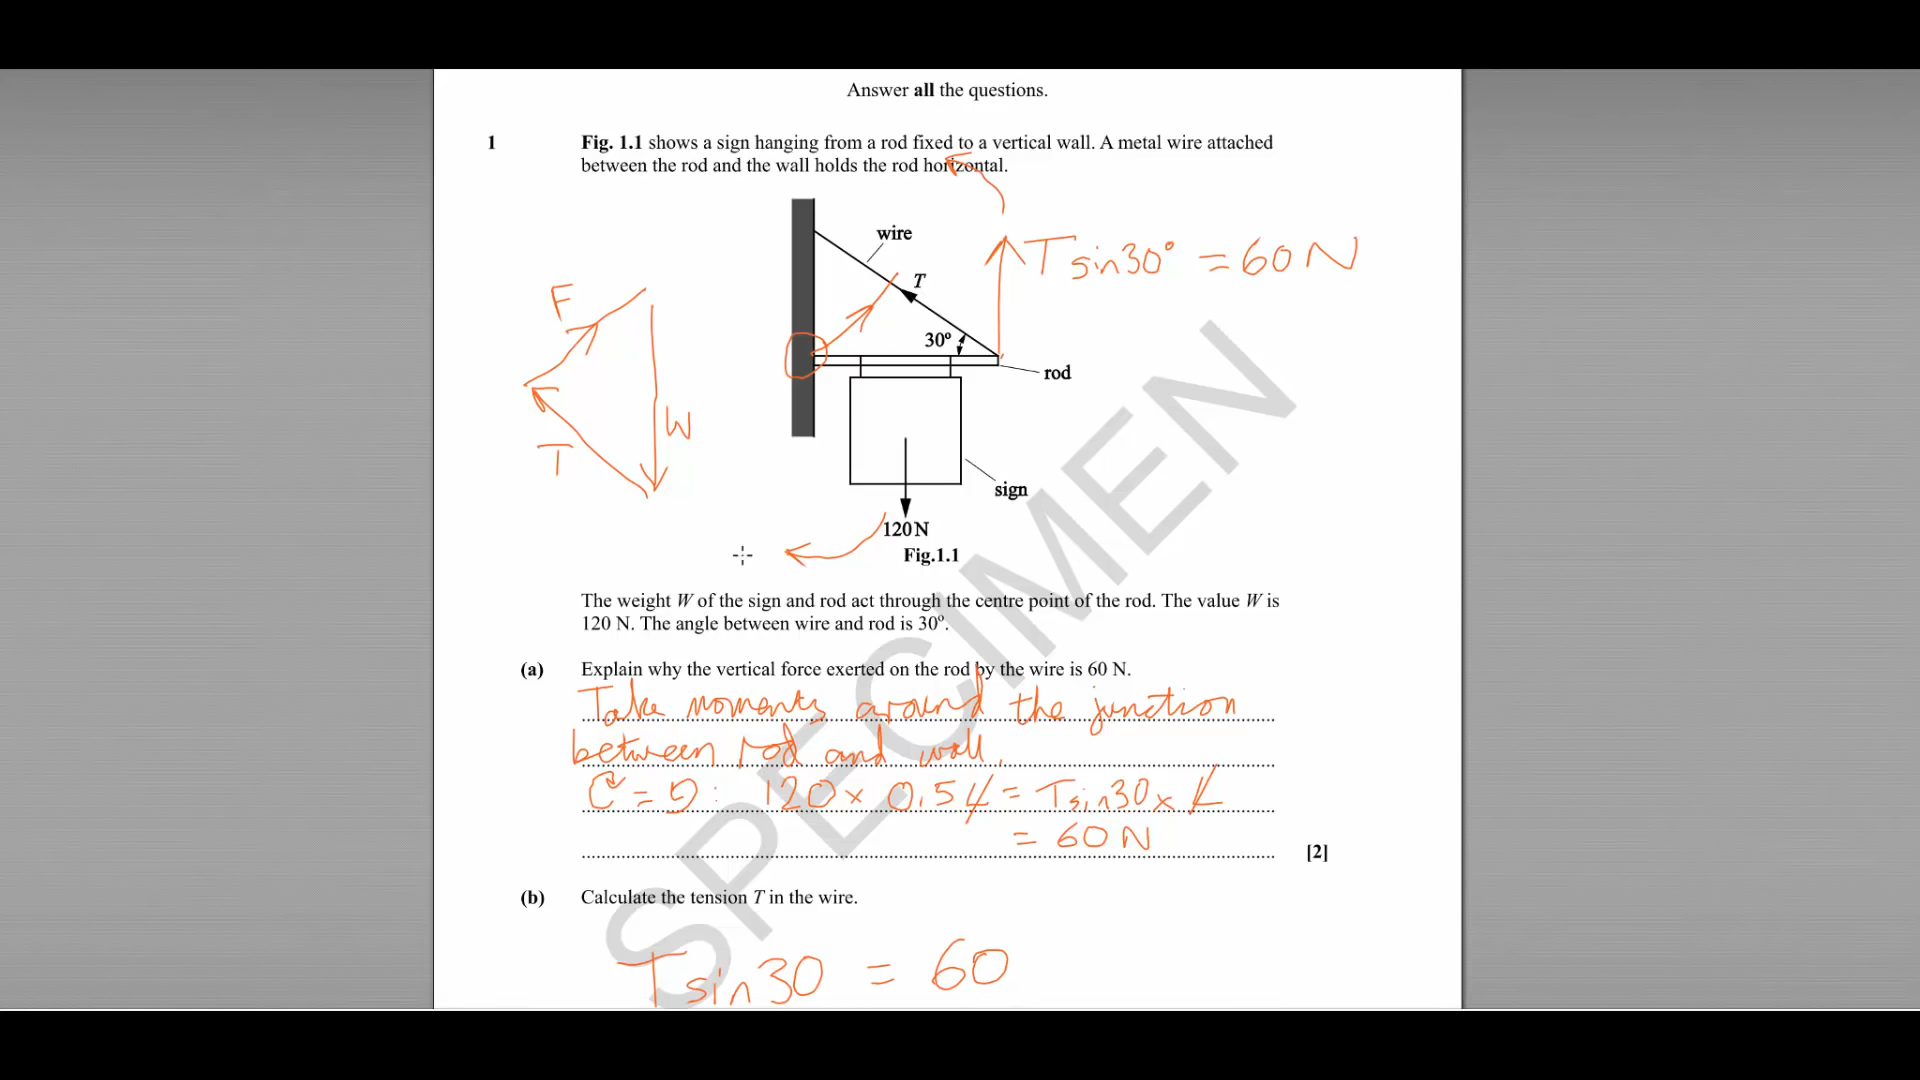 Answer all the questions.
1 Fig. 1.1 shows a sign hanging from a rod fixed to a vertical wall. A metal wire attached
between the rod and the wall holds the rod horizontal.
wire
T sin30° = 60N
T
F
30º
rod
W
T
sign
120N
Fig.1.1
The weight W of the sign and rod act through the centre point of the rod. The value W is
120 N. The angle between wire and rod is 30º.
(a) Explain why the vertical force exerted on the rod by the wire is 60 N.
Take moments around the junction
between rod and wall.
120 × 0.5L = Tsin30 × L
= 60N
[2]
(b) Calculate the tension T in the wire.
Tsin30 = 60
SPECIMEN